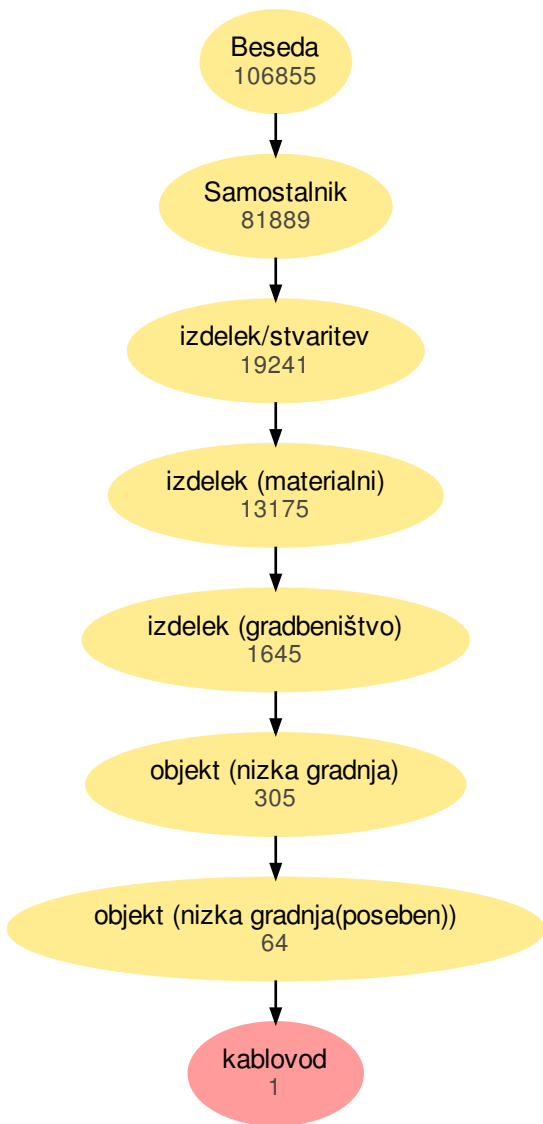 Beseda
106855
Samostalnik
81889
izdelek/stvaritev
19241
izdelek (materialni)
13175
izdelek (gradbeništvo)
1645
objekt (nizka gradnja)
305
objekt (nizka gradnja(poseben))
64
kablovod
1